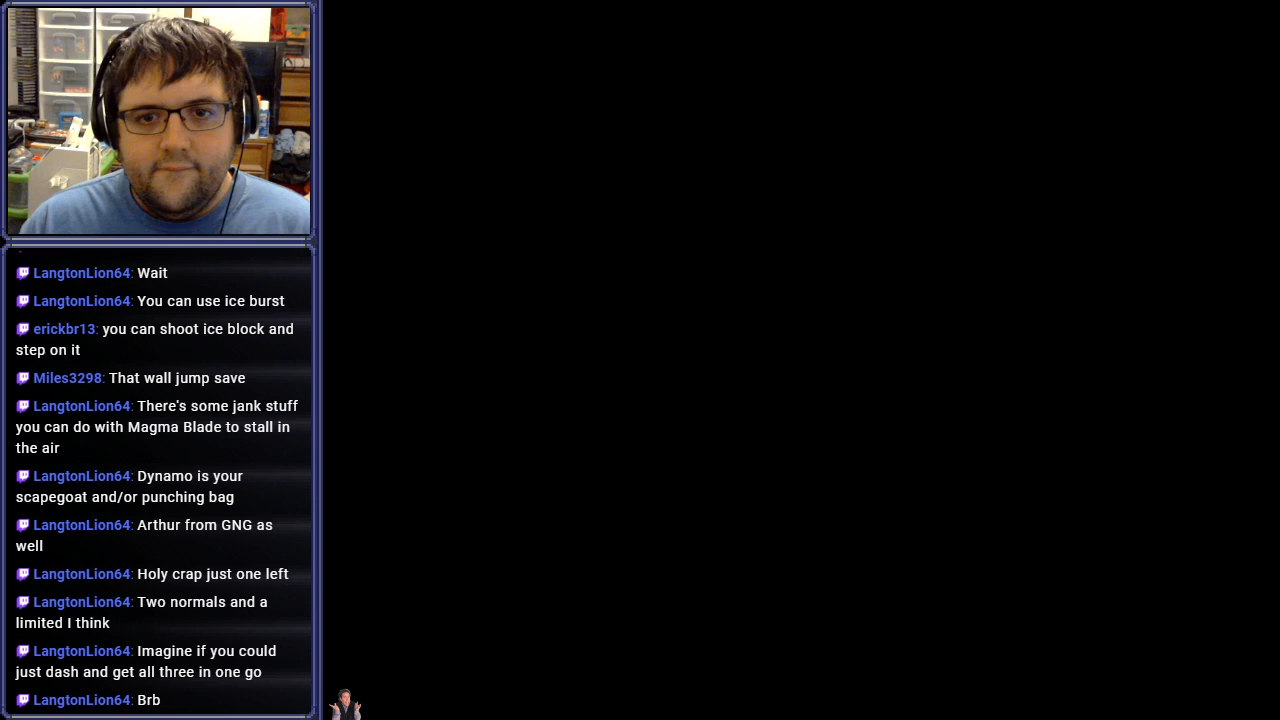 LangtonLion64: Wait
LangtonLion64: You can use ice burst
erickbr13: you can shoot ice block and
step on it
Miles3298: That wall jump save
LangtonLion64: There's some jank stuff
you can do with Magma Blade to stall in
the air
LangtonLion64: Dynamo is your
scapegoat and/or punching bag
LangtonLion64: Arthur from GNG as
well
LangtonLion64: Holy crap just one left
LangtonLion64: Two normals and a
limited I think
LangtonLion64: Imagine if you could
just dash and get all three in one go
LangtonLion64: Brb